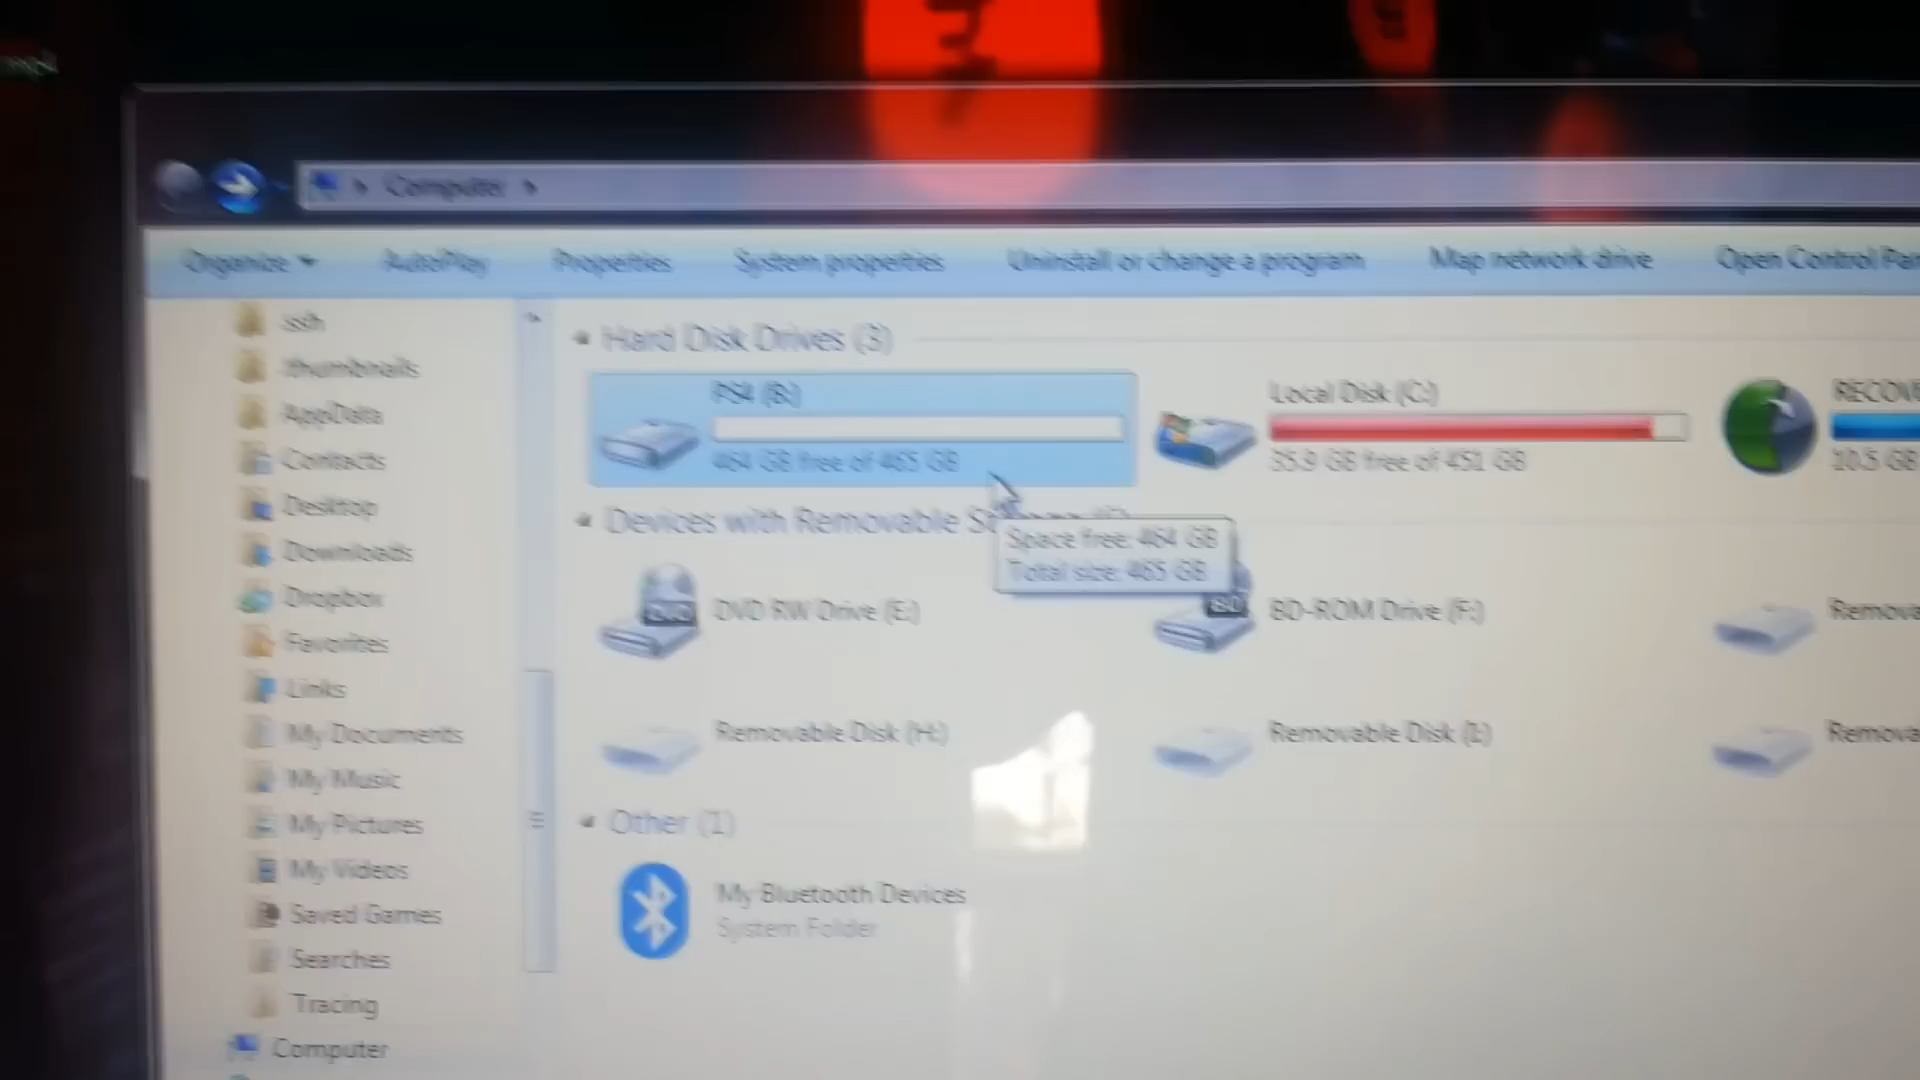 Computer
Organize
AutoPlay
Properties
System properties
Uninstall or change a program
Map network drive
Open Control Pan
.ssh
.thumbnails
AppData
Contacts
Desktop
Downloads
Dropbox
Favorites
Links
My Documents
My Music
My Pictures
My Videos
Saved Games
Searches
Tracing
Computer
Hard Disk Drives (3)
PS4 (B:)
464 GB free of 465 GB
Local Disk (C:)
35.9 GB free of 451 GB
RECOV
10.5 GB
Devices with Removable
Space free: 464 GB
Total size: 465 GB
DVD RW Drive (E:)
BD-ROM Drive (F:)
Remova
Removable Disk (H:)
Removable Disk (I:)
Remova
Other (1)
My Bluetooth Devices
System Folder